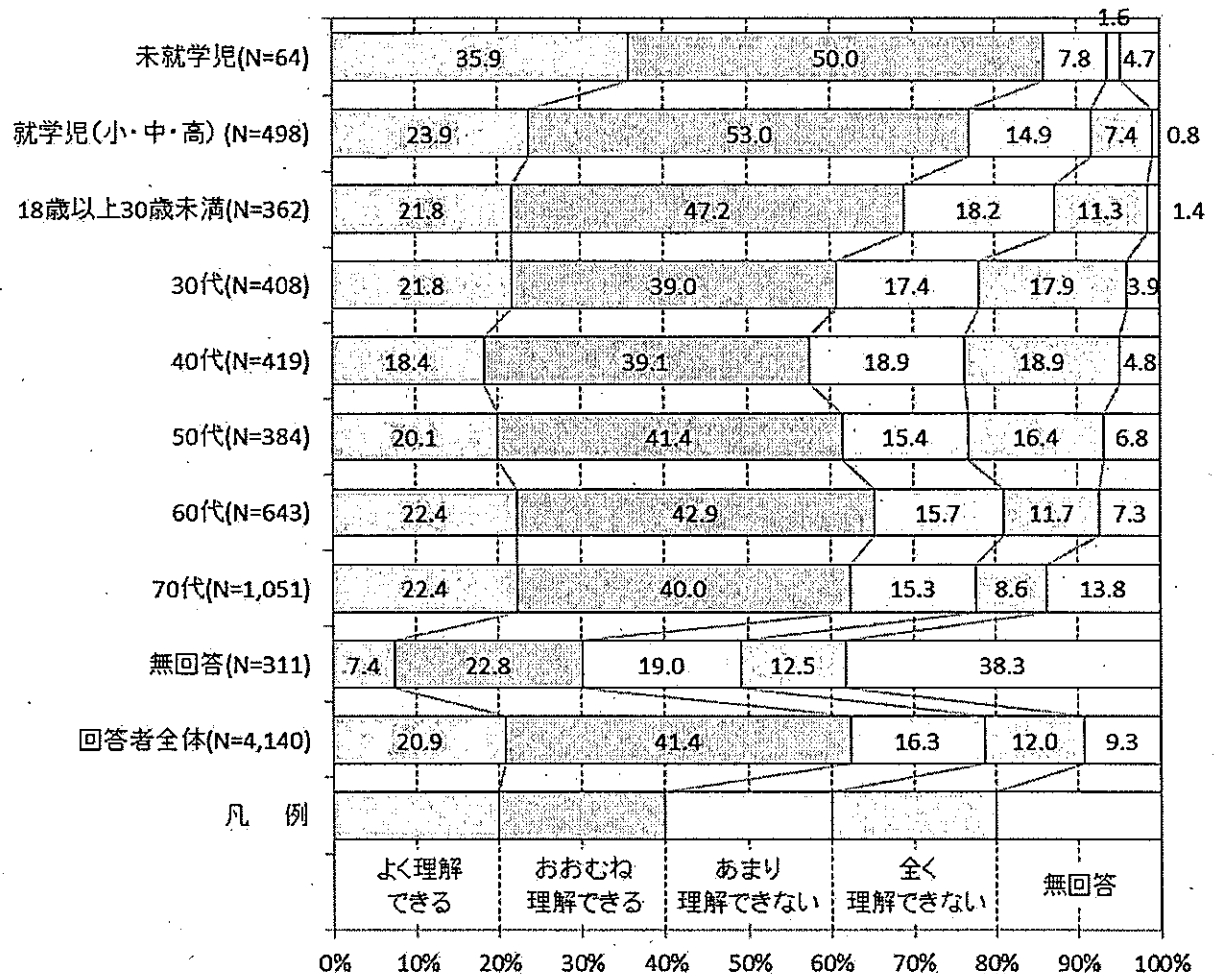 1.6
未就学児(N=64) 35.9 50.0 7.8 4.7
就学児(小・中・高) (N=498) 23.9 53.0 14.9 7.4 0.8
18歳以上30歳未満(N=362) 21.8 47.2 18.2 11.3 1.4
30代(N=408) 21.8 39.0 17.4 17.9 3.9
40代(N=419) 18.4 39.1 18.9 18.9 4.8
50代(N=384) 20.1 41.4 15.4 16.4 6.8
60代(N=643) 22.4 42.9 15.7 11.7 7.3
70代(N=1,051) 22.4 40.0 15.3 8.6 13.8
無回答(N=311) 7.4 22.8 19.0 12.5 38.3
回答者全体(N=4,140) 20.9 41.4 16.3 12.0 9.3
凡 例
よく理解 おおむね あまり 全く 無回答
できる 理解できる 理解できない 理解できない
0% 10% 20% 30% 40% 50% 60% 70% 80% 90% 100%